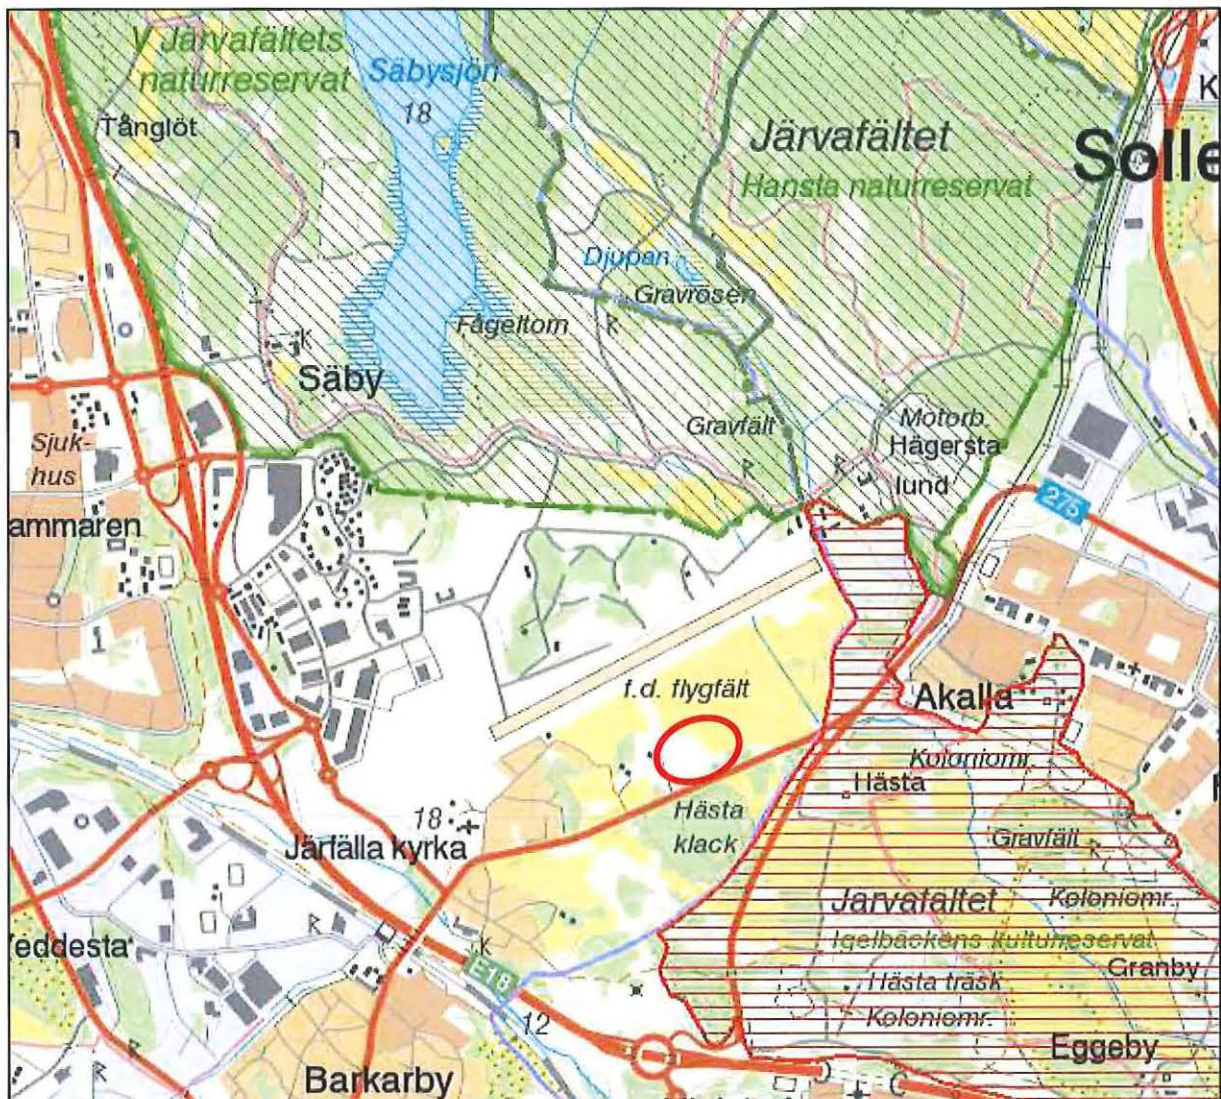 V Järvafältets
naturreservat
Säbysjön
18
Tånglöt
Järvafältet
Hansta naturreservat
Solle
K
Djupan
Gravrösen
Fågeltorn
K
Säby
R
Sjuk-
hus
Gravfält
Motorb.
Hägersta
lund
R
R
275
ammaren
f.d. flygfält
Akalla
Koloniomr.
Hästa
Hästa
klack
18
Järfälla kyrka
Gravfält
R
Jarvafaltet
Koloniomr.
Igelbäckens kulturreservat
R
K
eddesta
E18
Granby
Hästa träsk
Koloniomr.
12
Eggeby
R
R
Barkarby